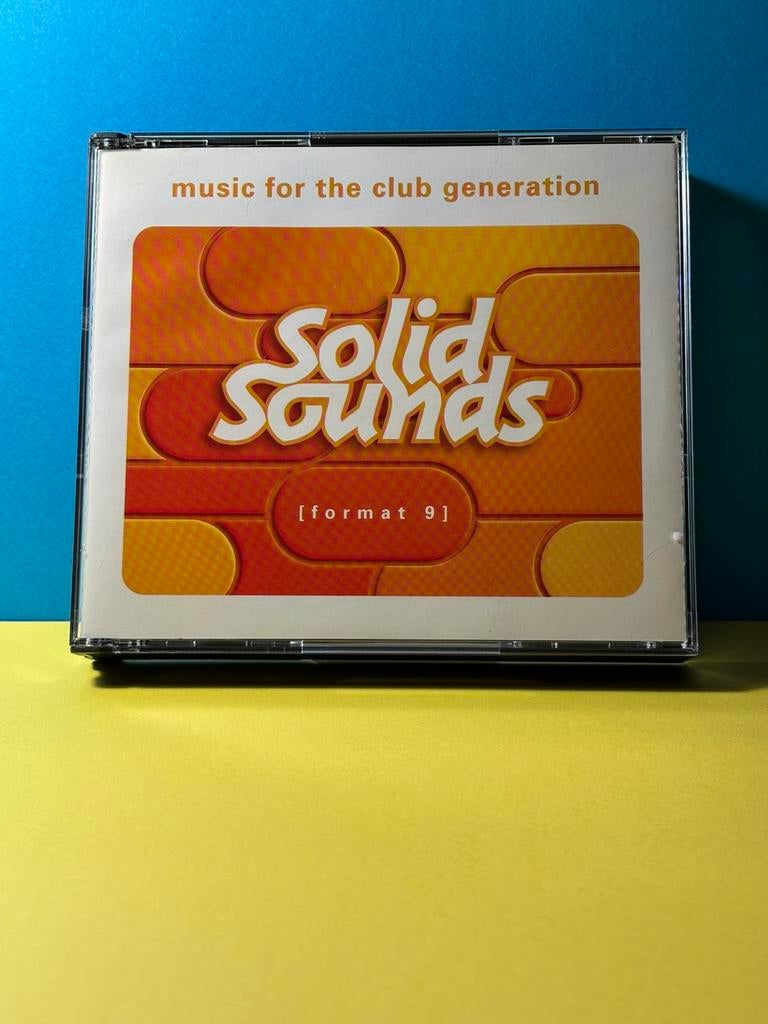 music for the club generation
Solid
Sounds
[format 9]